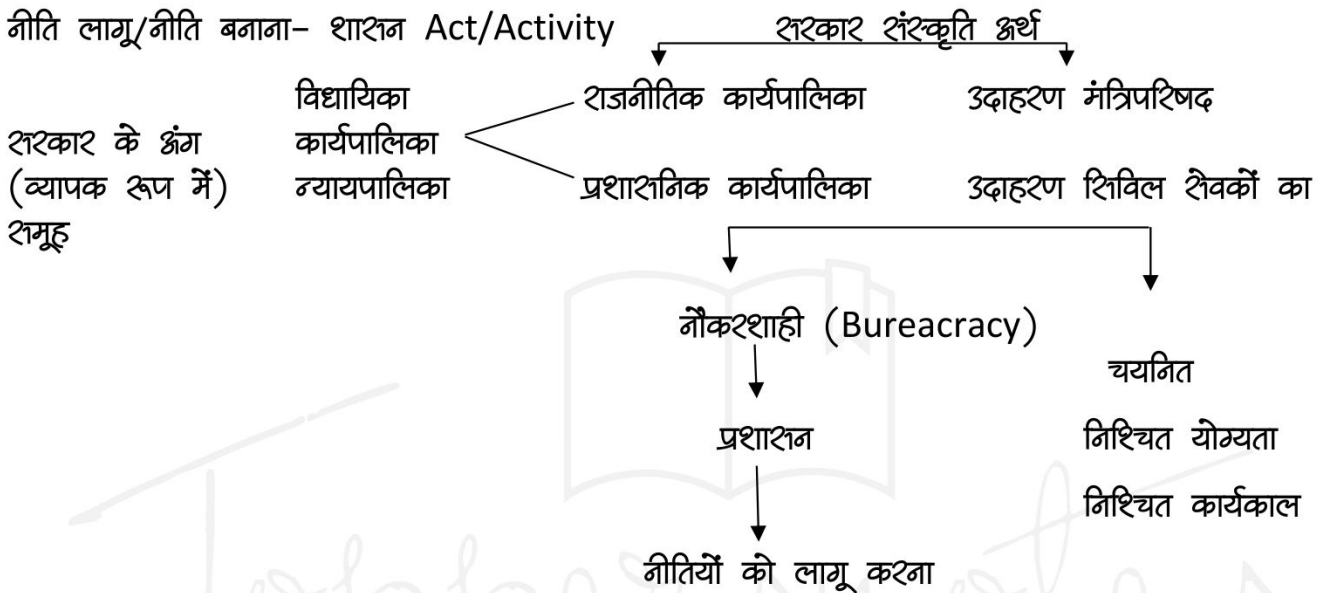 नीति लागू/नीति बनाना– शासन Act/Activity सरकार संस्कृति अर्थ
विधायिका राजनीतिक कार्यपालिका उदाहरण मंत्रिपरिषद
सरकार के अंग कार्यपालिका
(व्यापक रूप में) न्यायपालिका प्रशासनिक कार्यपालिका उदाहरण सिविल सेवकों का
समूह
नौकरशाही (Bureacracy)
चयनित
प्रशासन निश्चित योग्यता
निश्चित कार्यकाल
नीतियों को लागू करना